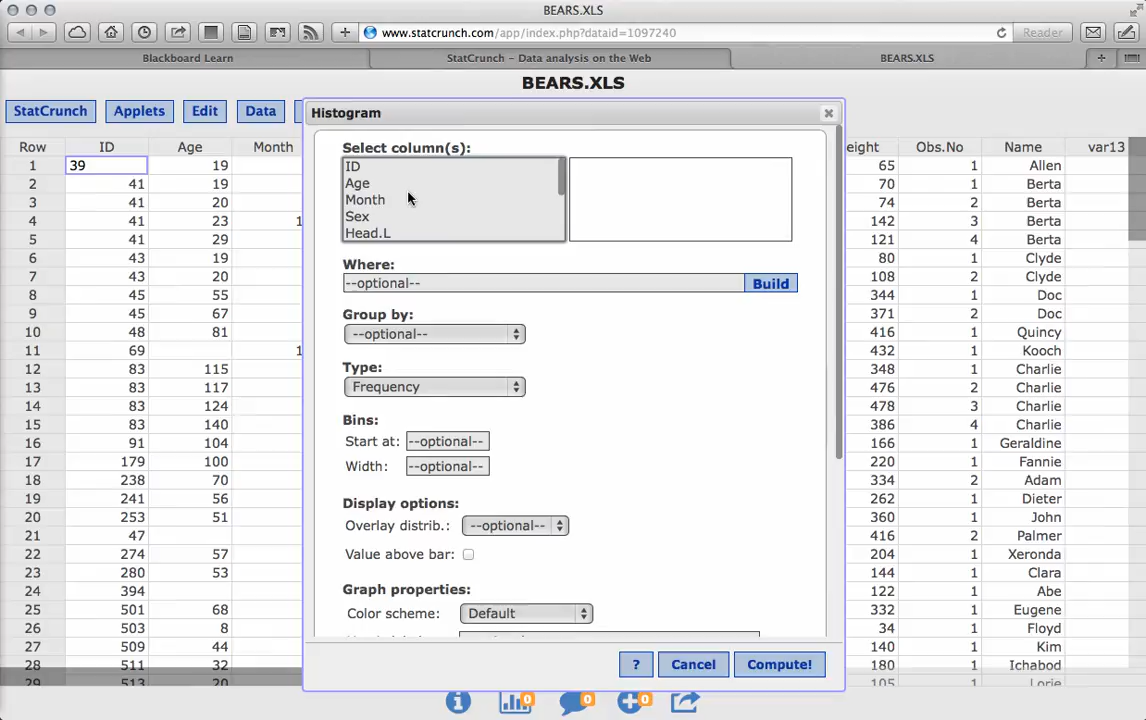 BEARS.XLS
www.statcrunch.com/app/index.php?dataid=1097240
Reader
Blackboard Learn
StatCrunch – Data analysis on the Web
BEARS.XLS
BEARS.XLS
StatCrunch Applets Edit Data
Histogram
Row ID Age Month eight Obs.No Name var13
1 39 19 65 1 Allen
2 41 19 70 1 Berta
3 41 20 74 2 Berta
4 41 23 1 142 3 Berta
5 41 29 121 4 Berta
6 43 19 80 1 Clyde
7 43 20 108 2 Clyde
8 45 55 344 1 Doc
9 45 67 371 2 Doc
10 48 81 416 1 Quincy
11 69 1 432 1 Kooch
12 83 115 348 1 Charlie
13 83 117 476 2 Charlie
14 83 124 478 3 Charlie
15 83 140 386 4 Charlie
16 91 104 166 1 Geraldine
17 179 100 220 1 Fannie
18 238 70 334 2 Adam
19 241 56 262 1 Dieter
20 253 51 360 1 John
21 47 416 2 Palmer
22 274 57 204 1 Xeronda
23 280 53 144 1 Clara
24 394 122 1 Abe
25 501 68 332 1 Eugene
26 503 8 34 1 Floyd
27 509 44 140 1 Kim
28 511 32 180 1 Ichabod
29 513 20 105 1 Lorie
Select column(s):
ID
Age
Month
Sex
Head.L
Where:
--optional--
Build
Group by:
--optional--
Type:
Frequency
Bins:
Start at: --optional--
Width: --optional--
Display options:
Overlay distrib.: --optional--
Value above bar:
Graph properties:
Color scheme: Default
? Cancel Compute!
0 0 0